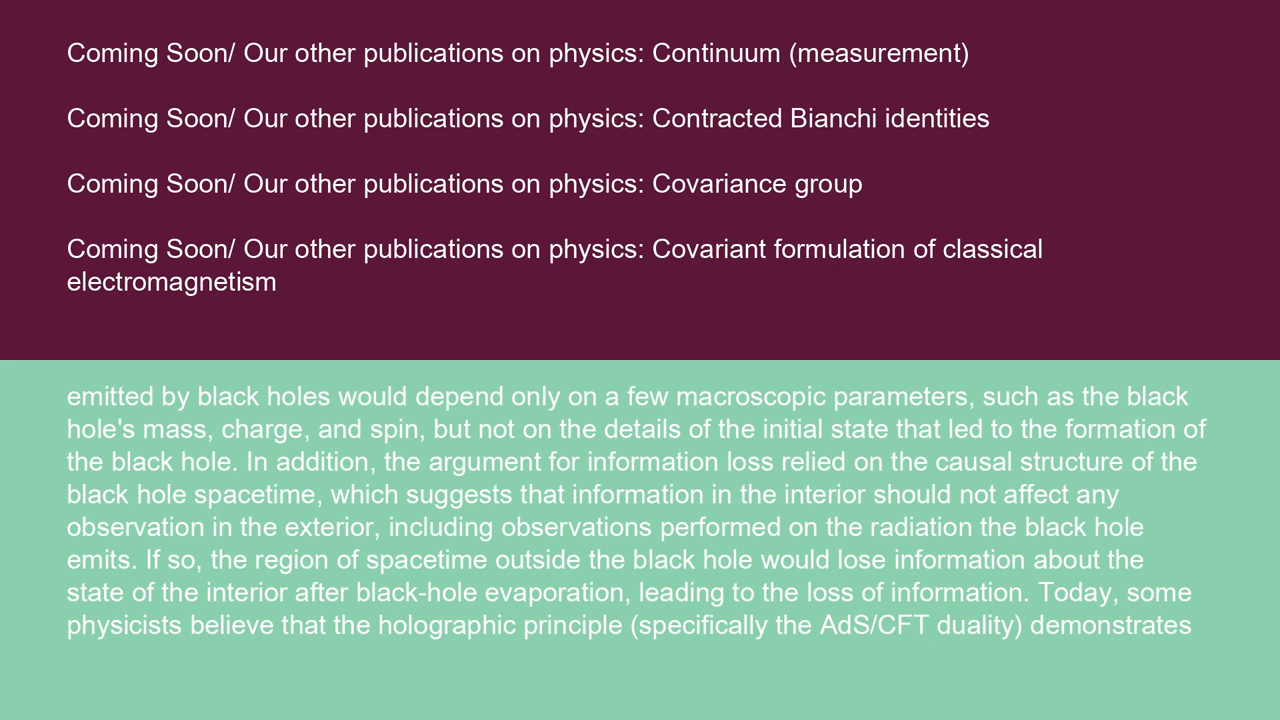 Coming Soon/ Our other publications on physics: Continuum (measurement)
Coming Soon/ Our other publications on physics: Contracted Bianchi identities
Coming Soon/ Our other publications on physics: Covariance group
Coming Soon/ Our other publications on physics: Covariant formulation of classical
electromagnetism
emitted by black holes would depend only on a few macroscopic parameters, such as the black
hole's mass, charge, and spin, but not on the details of the initial state that led to the formation of
the black hole. In addition, the argument for information loss relied on the causal structure of the
black hole spacetime, which suggests that information in the interior should not affect any
observation in the exterior, including observations performed on the radiation the black hole
emits. If so, the region of spacetime outside the black hole would lose information about the
state of the interior after black-hole evaporation, leading to the loss of information. Today, some
physicists believe that the holographic principle (specifically the AdS/CFT duality) demonstrates